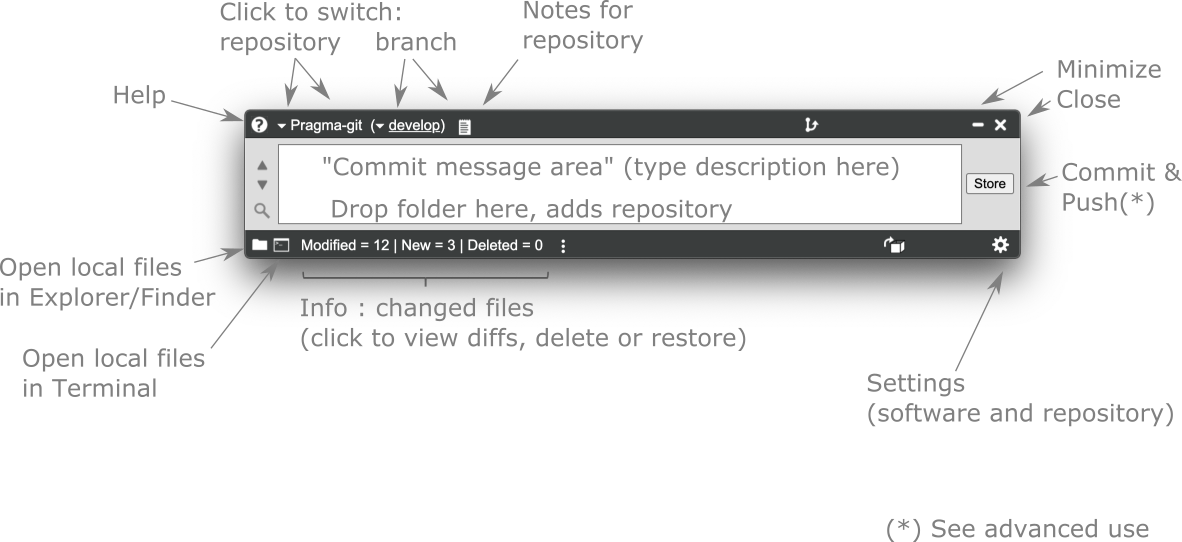 Click to switch:
repository
branch
Notes for
repository
Help
Minimize
Close
Pragma-git (develop)
"Commit message area" (type description here)
Drop folder here, adds repository
Store
Commit &
Push(*)
Modified = 12 | New = 3 | Deleted = 0
Open local files
in Explorer/Finder
Info : changed files
(click to view diffs, delete or restore)
Open local files
in Terminal
Settings
(software and repository)
(*) See advanced use